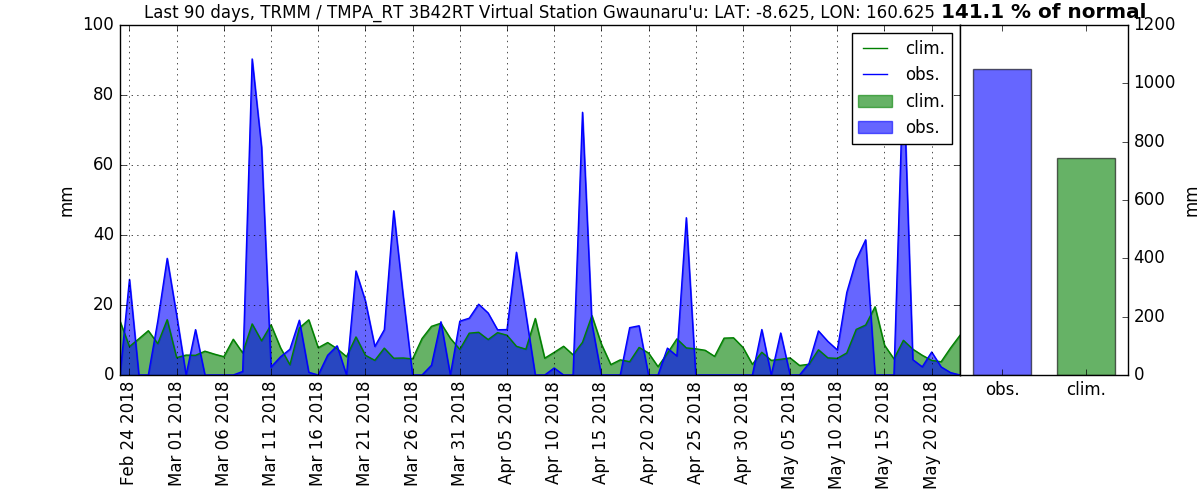 Last 90 days, TRMM / TMPA_RT 3B42RT Virtual Station Gwaunaru'u: LAT: -8.625, LON: 160.625 141.1 % of normal
100
80
60
40
20
0
mm
clim.
obs.
clim.
obs.
1200
1000
800
600
400
200
0
mm
Feb 24 2018
Mar 01 2018
Mar 06 2018
Mar 11 2018
Mar 16 2018
Mar 21 2018
Mar 26 2018
Mar 31 2018
Apr 05 2018
Apr 10 2018
Apr 15 2018
Apr 20 2018
Apr 25 2018
Apr 30 2018
May 05 2018
May 10 2018
May 15 2018
May 20 2018
obs.
clim.